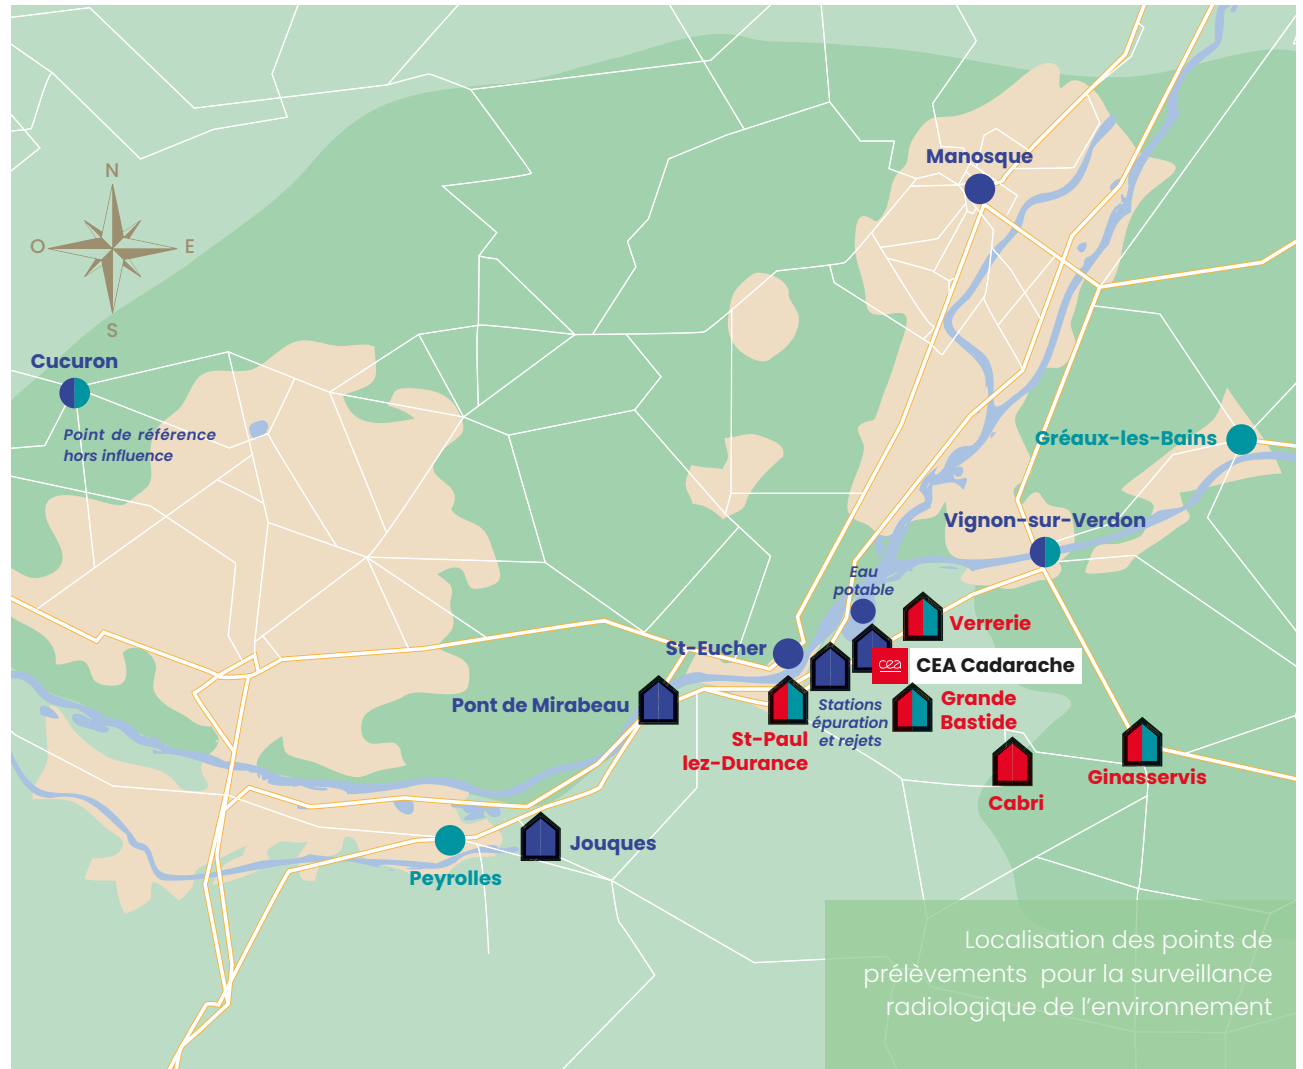 Manosque
N
O
E
S
Cucuron
Point de référence
hors influence
Gréaux-les-Bains
Vignon-sur-Verdon
Eau
potable
Verrerie
St-Eucher
cea
CEA Cadarache
Pont de Mirabeau
Stations
épuration
et rejets
Grande
Bastide
St-Paul
lez-Durance
Ginasservis
Cabri
Jouques
Peyrolles
Localisation des points de
prélèvements pour la surveillance
radiologique de l'environnement